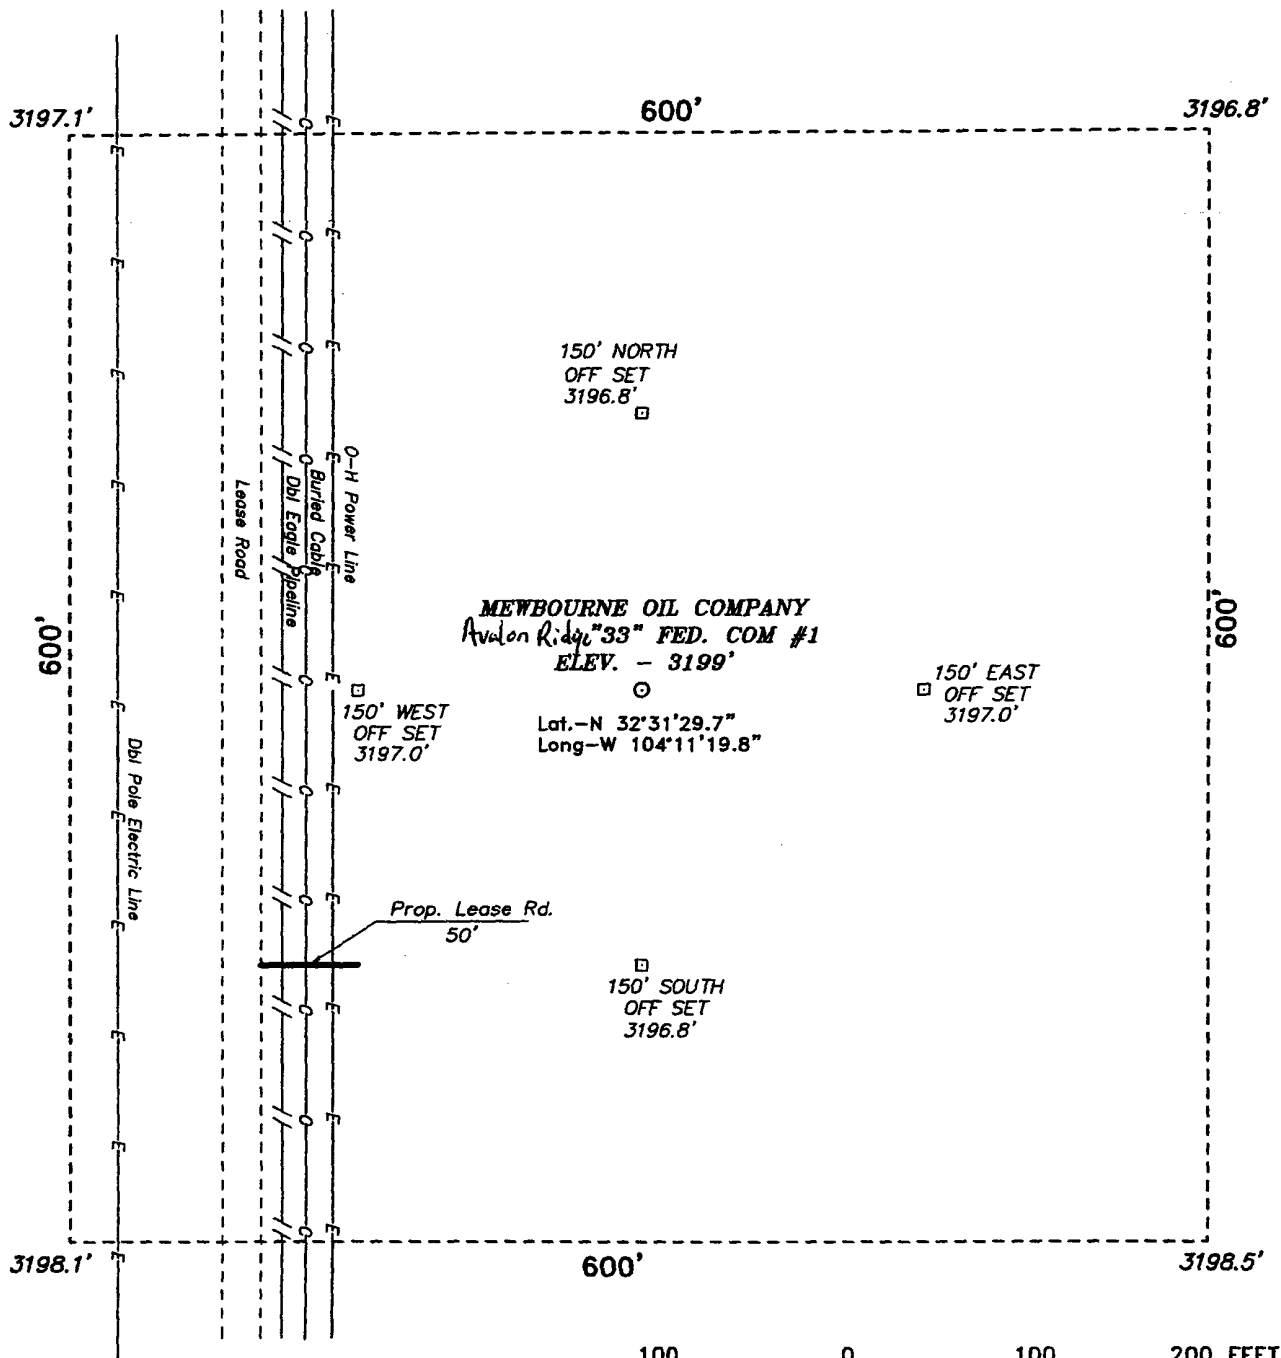 600'
3197.1'
3196.8'
150' NORTH
OFF SET
3196.8'
O-H Power Line
Buried Cable
Dbl Eagle Pipeline
Lease Road
MEWBOURNE OIL COMPANY
Avalon Ridge "33" FED. COM #1
ELEV. - 3199'
600'
600'
150' EAST
OFF SET
3197.0'
150' WEST
OFF SET
3197.0'
Lat.-N 32°31'29.7"
Long-W 104°11'19.8"
Dbl Pole Electric Line
Prop. Lease Rd.
50'
150' SOUTH
OFF SET
3196.8'
3198.1'
600'
3198.5'
100 0 100 200 FEET